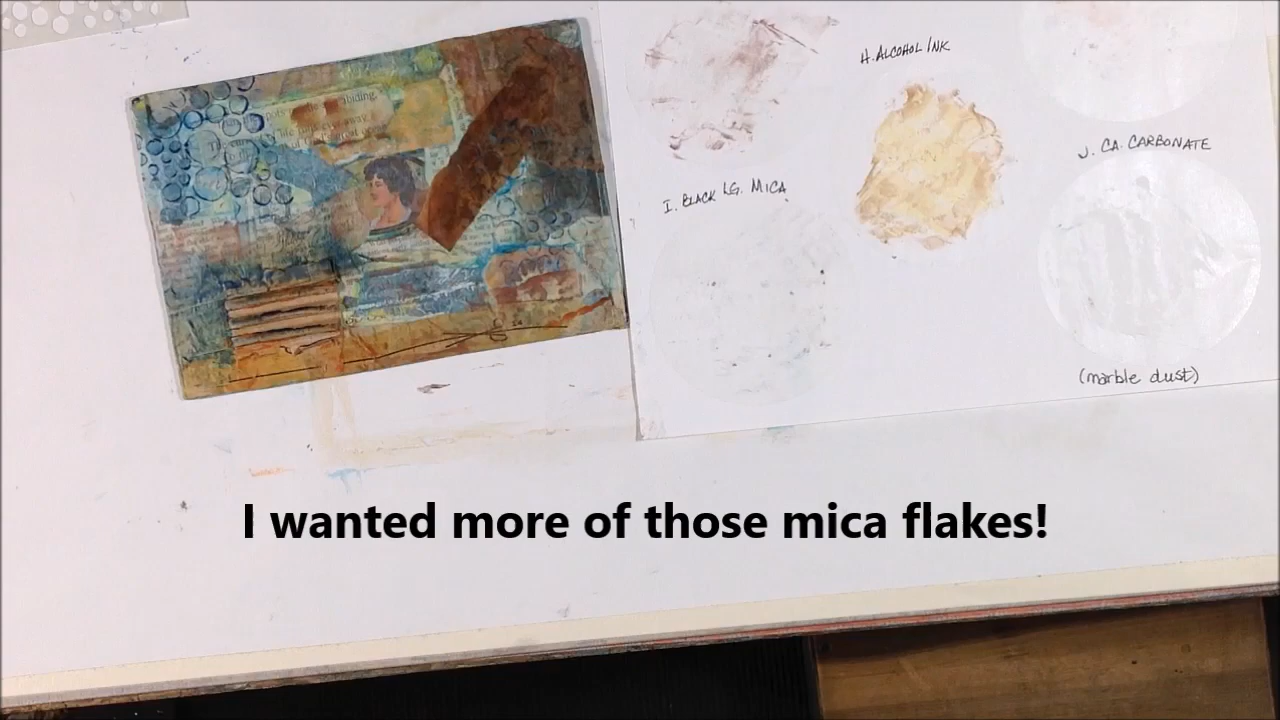 H. ALCOHOL INK
J. CA. CARBONATE
I. BLACK LG. MICA
(marble dust)
I wanted more of those mica flakes!